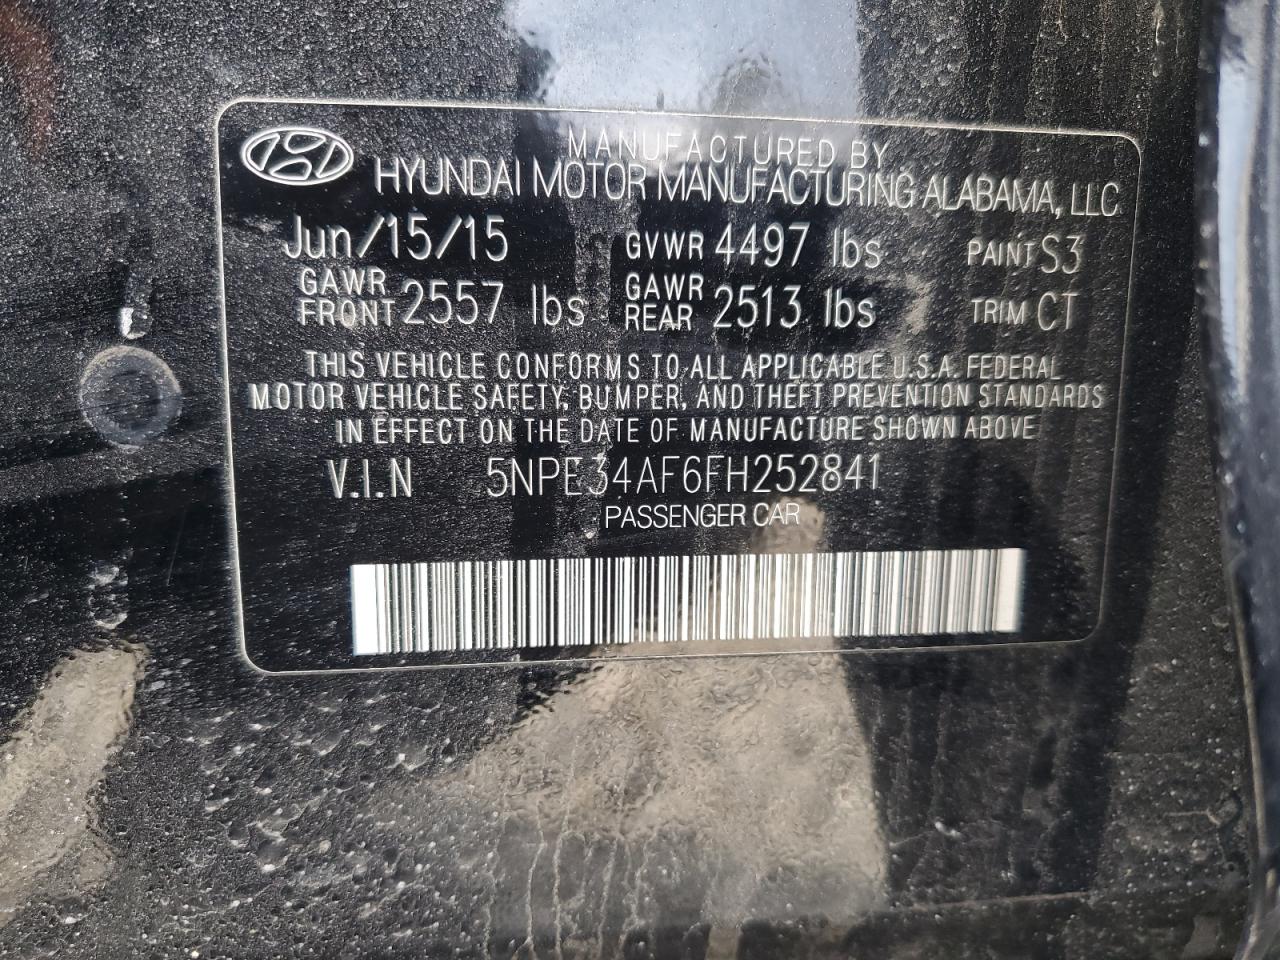 MANUFACTURED BY
HYUNDAI MOTOR MANUFACTURING ALABAMA, LLC
Jun/15/15 GVWR 4497 lbs PAINT S3
GAWR FRONT 2557 lbs GAWR REAR 2513 lbs TRIM CT
THIS VEHICLE CONFORMS TO ALL APPLICABLE U.S.A. FEDERAL
MOTOR VEHICLE SAFETY, BUMPER, AND THEFT PREVENTION STANDARDS
IN EFFECT ON THE DATE OF MANUFACTURE SHOWN ABOVE
V.I.N 5NPE34AF6FH252841
PASSENGER CAR